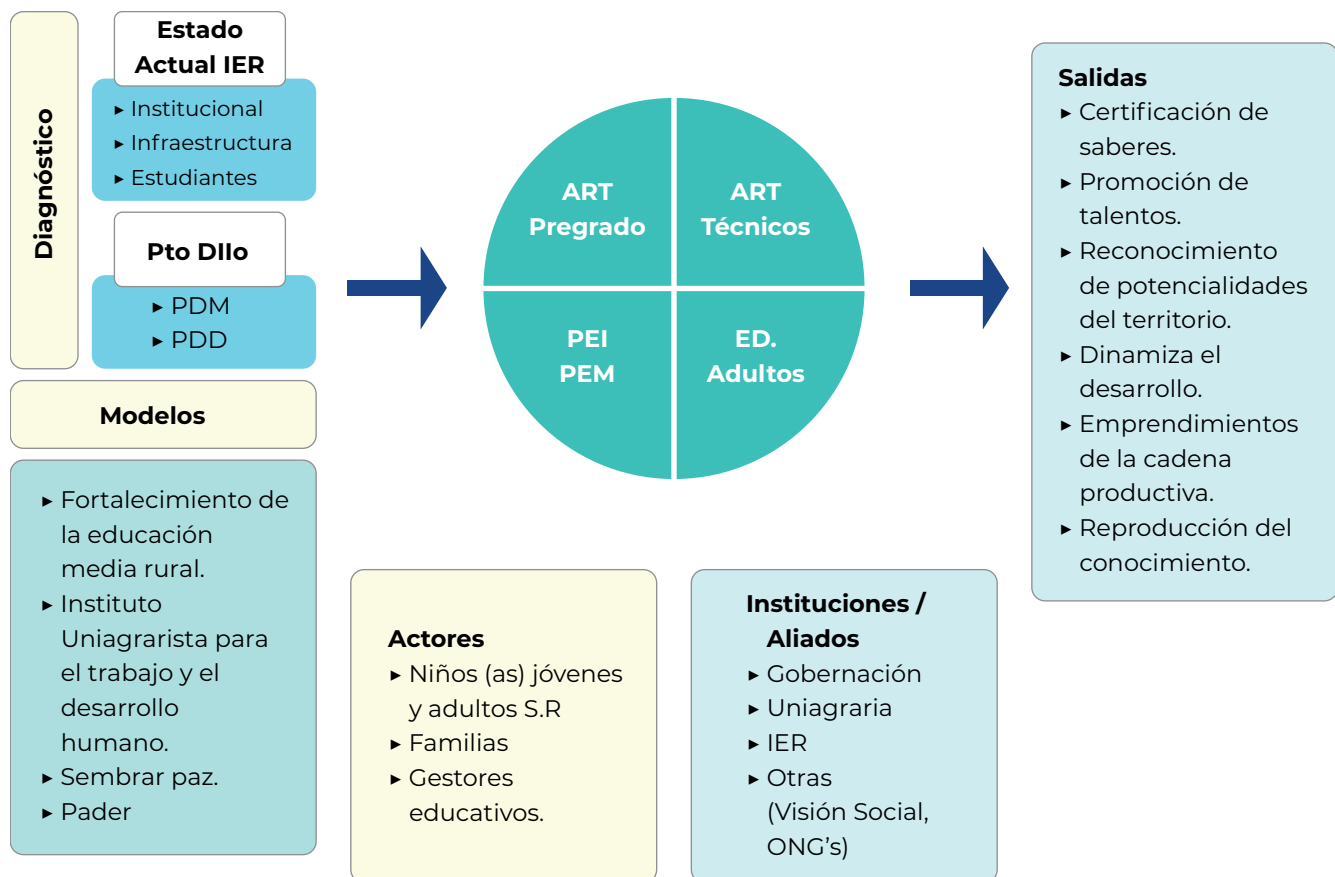 Diagnóstico
Estado
Actual IER
▸ Institucional
▸ Infraestructura
▸ Estudiantes
Pto Dllo
▸ PDM
▸ PDD
Modelos
▸ Fortalecimiento de
la educación
media rural.
▸ Instituto
Uniagrarista para
el trabajo y el
desarrollo
humano.
▸ Sembrar paz.
▸ Pader
ART
Pregrado
ART
Técnicos
PEI
PEM
ED.
Adultos
Actores
▸ Niños (as) jóvenes
y adultos S.R
▸ Familias
▸ Gestores
educativos.
Instituciones /
Aliados
▸ Gobernación
▸ Uniagraria
▸ IER
▸ Otras
(Visión Social,
ONG’s)
Salidas
▸ Certificación de
saberes.
▸ Promoción de
talentos.
▸ Reconocimiento
de potencialidades
del territorio.
▸ Dinamiza el
desarrollo.
▸ Emprendimientos
de la cadena
productiva.
▸ Reproducción del
conocimiento.